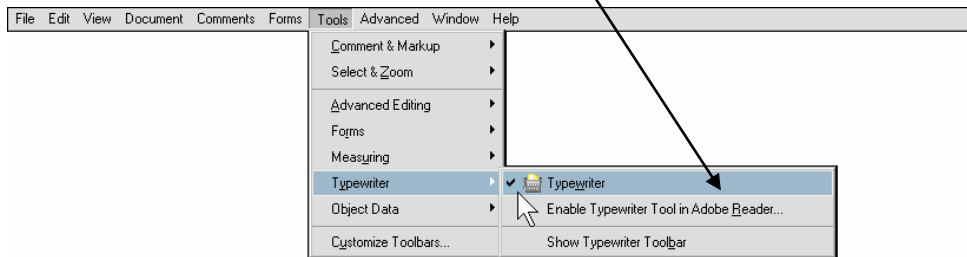 File Edit View Document Comments Forms Tools Advanced Window Help
Comment & Markup
Select & Zoom
Advanced Editing
Forms
Measuring
Typewriter
Typewriter
Object Data
Enable Typewriter Tool in Adobe Reader...
Customize Toolbars...
Show Typewriter Toolbar